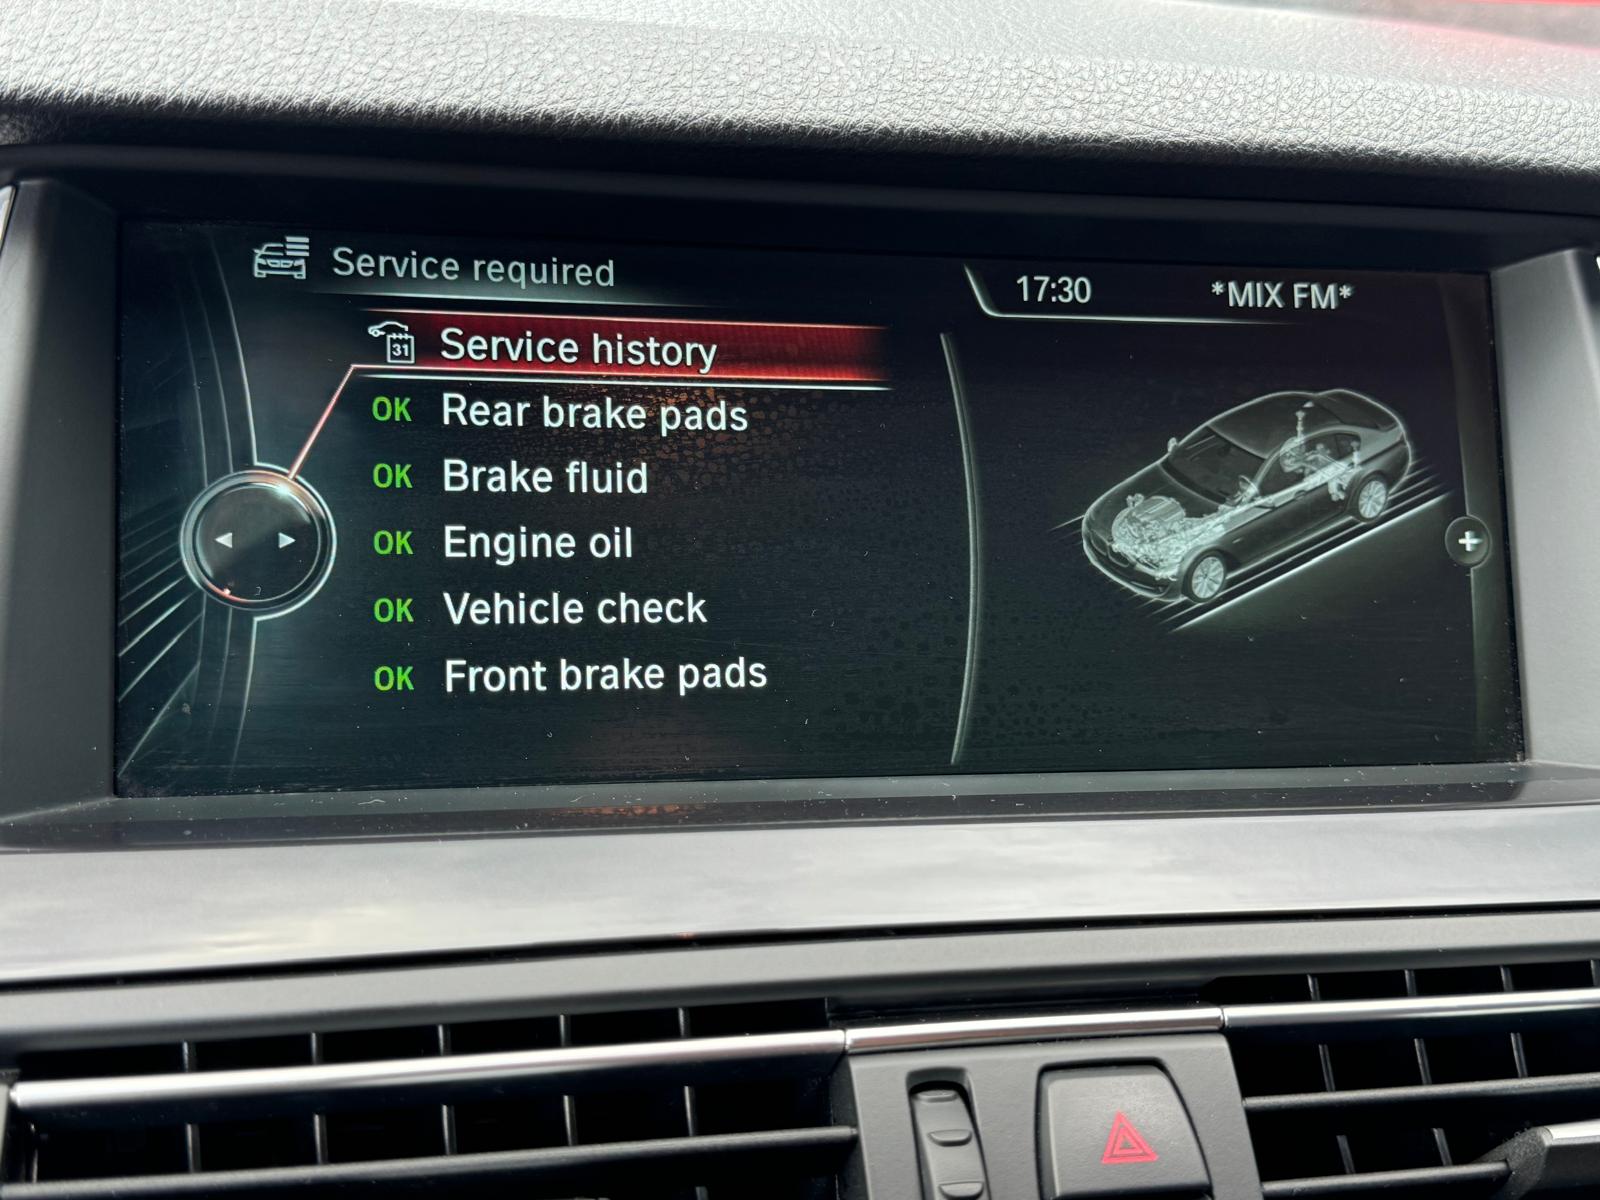 Service required
17:30 *MIX FM*
31 Service history
OK Rear brake pads
OK Brake fluid
OK Engine oil
OK Vehicle check
OK Front brake pads